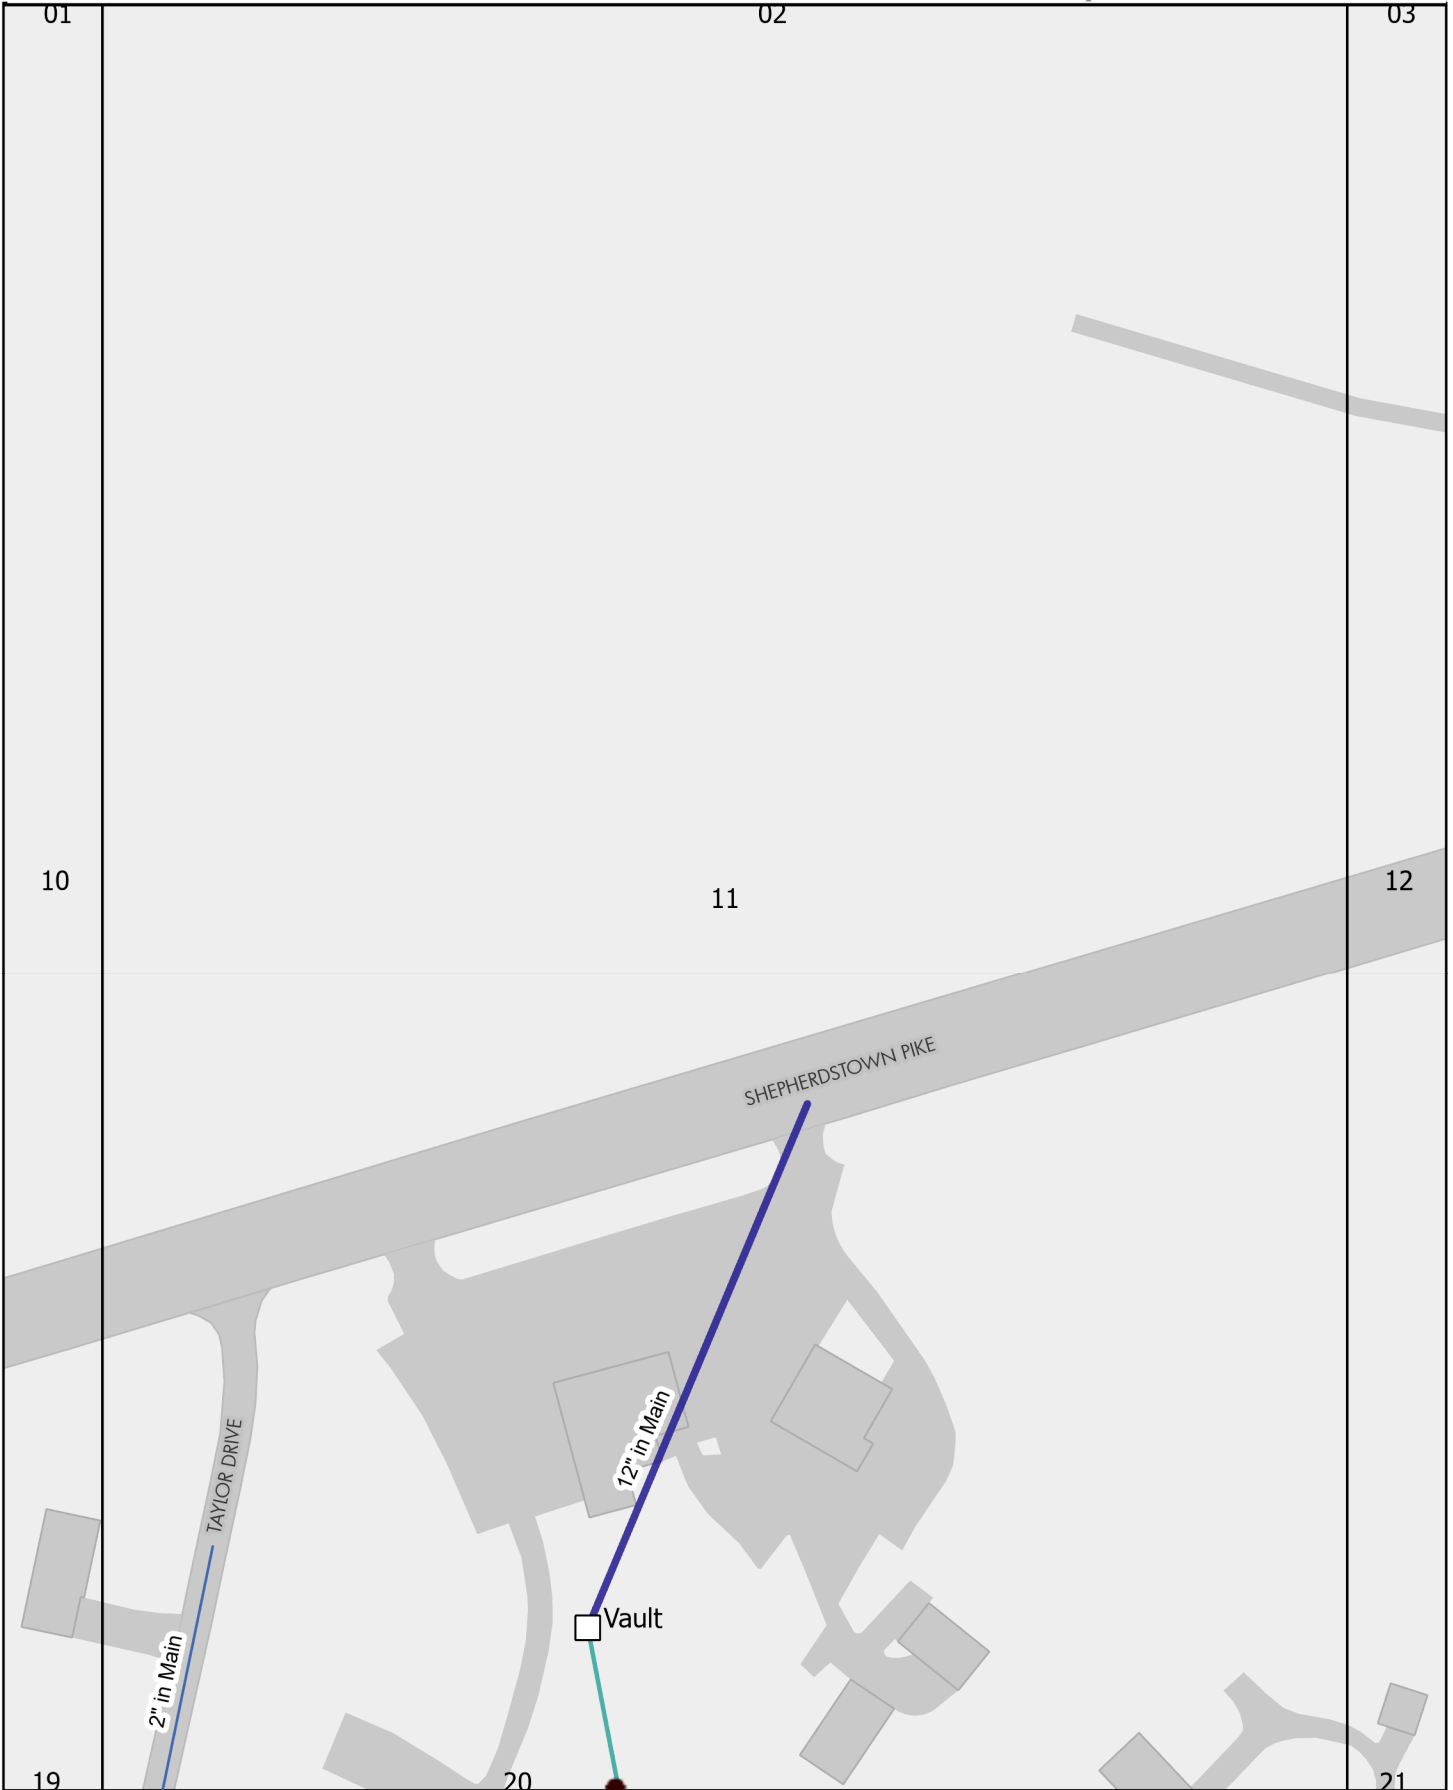 01
02
03
10
11
12
SHEPHERDSTOWN PIKE
12" in Main
TAYLOR DRIVE
Vault
2" in Main
19
20
21